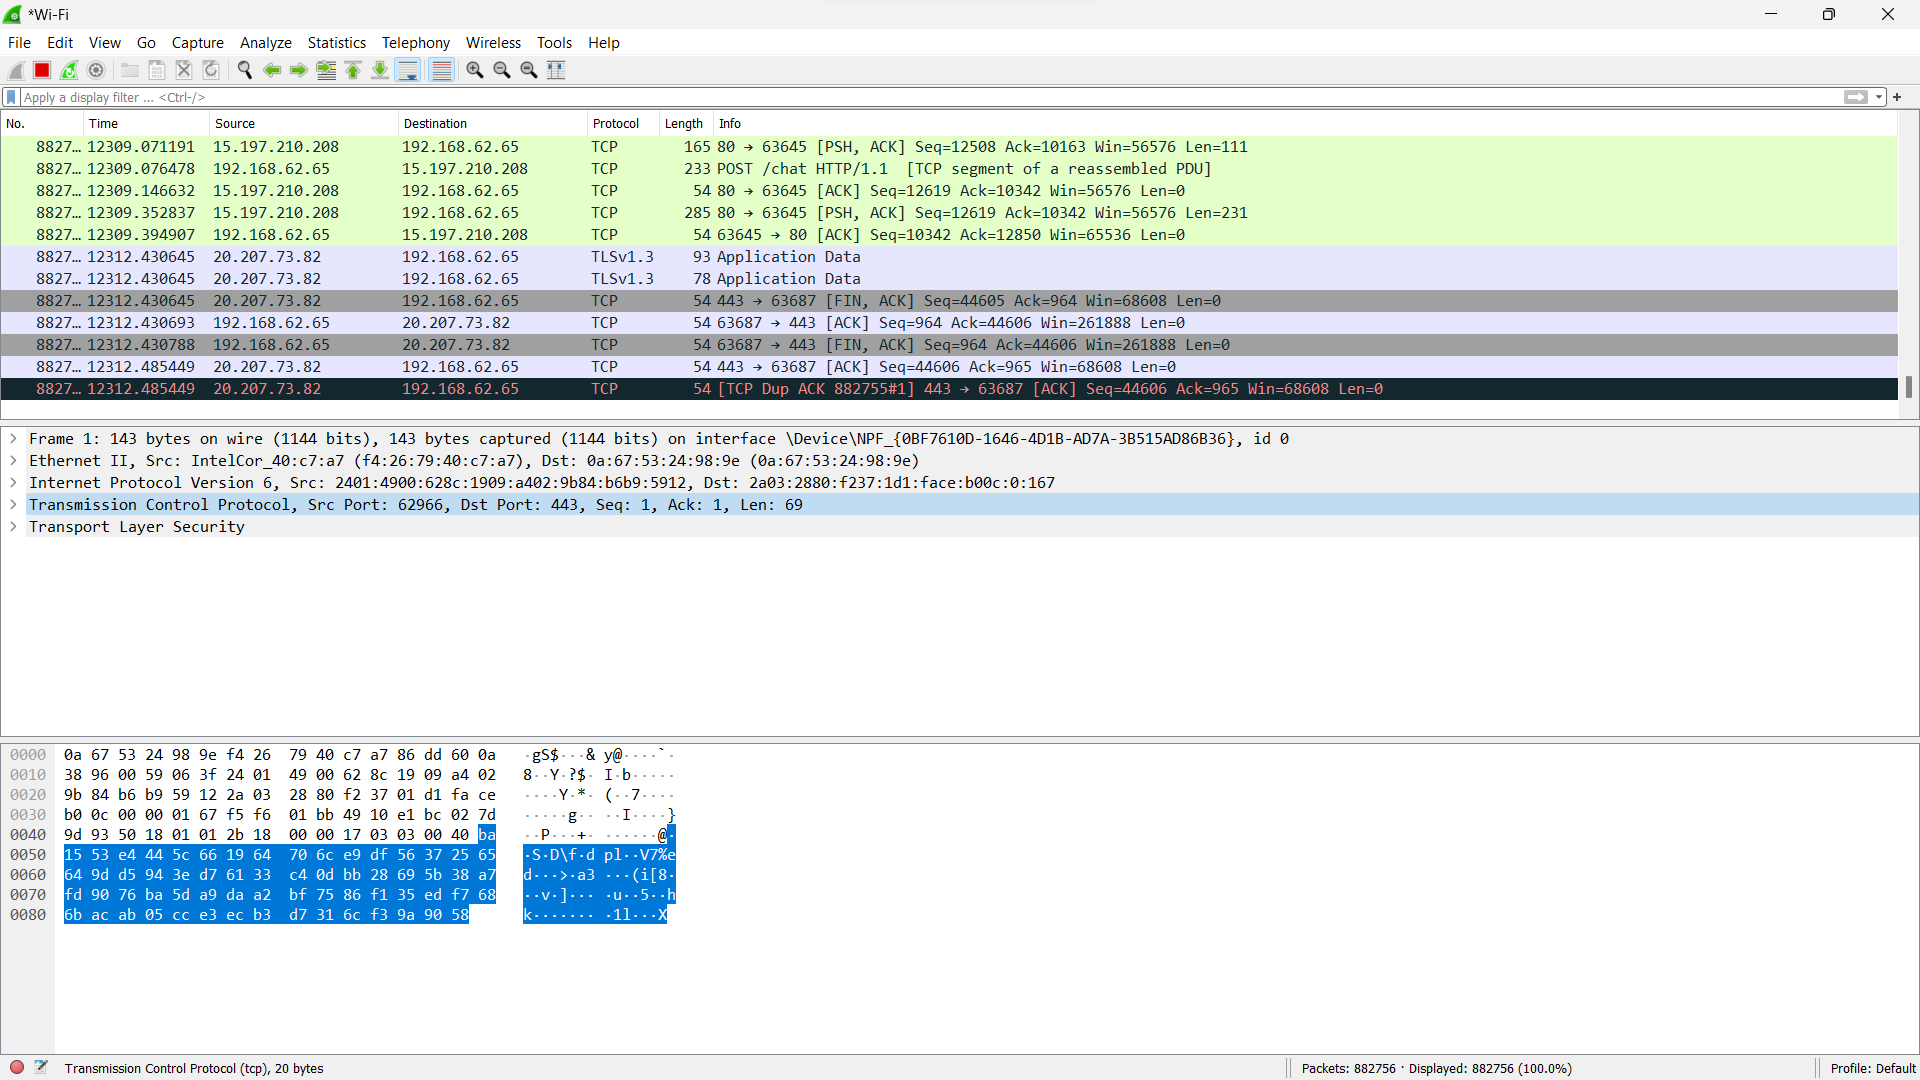 *Wi-Fi
File Edit View Go Capture Analyze Statistics Telephony Wireless Tools Help
Apply a display filter ... <Ctrl-/>
No. Time Source Destination Protocol Length Info
8827… 12309.071191 15.197.210.208 192.168.62.65 TCP 165 80 → 63645 [PSH, ACK] Seq=12508 Ack=10163 Win=56576 Len=111
8827… 12309.076478 192.168.62.65 15.197.210.208 TCP 233 POST /chat HTTP/1.1 [TCP segment of a reassembled PDU]
8827… 12309.146632 15.197.210.208 192.168.62.65 TCP 54 80 → 63645 [ACK] Seq=12619 Ack=10342 Win=56576 Len=0
8827… 12309.352837 15.197.210.208 192.168.62.65 TCP 285 80 → 63645 [PSH, ACK] Seq=12619 Ack=10342 Win=56576 Len=231
8827… 12309.394907 192.168.62.65 15.197.210.208 TCP 54 63645 → 80 [ACK] Seq=10342 Ack=12850 Win=65536 Len=0
8827… 12312.430645 20.207.73.82 192.168.62.65 TLSv1.3 93 Application Data
8827… 12312.430645 20.207.73.82 192.168.62.65 TLSv1.3 78 Application Data
8827… 12312.430645 20.207.73.82 192.168.62.65 TCP 54 443 → 63687 [FIN, ACK] Seq=44605 Ack=964 Win=68608 Len=0
8827… 12312.430693 192.168.62.65 20.207.73.82 TCP 54 63687 → 443 [ACK] Seq=964 Ack=44606 Win=261888 Len=0
8827… 12312.430788 192.168.62.65 20.207.73.82 TCP 54 63687 → 443 [FIN, ACK] Seq=964 Ack=44606 Win=261888 Len=0
8827… 12312.485449 20.207.73.82 192.168.62.65 TCP 54 443 → 63687 [ACK] Seq=44606 Ack=965 Win=68608 Len=0
8827… 12312.485449 20.207.73.82 192.168.62.65 TCP 54 [TCP Dup ACK 882755#1] 443 → 63687 [ACK] Seq=44606 Ack=965 Win=68608 Len=0
Frame 1: 143 bytes on wire (1144 bits), 143 bytes captured (1144 bits) on interface \Device\NPF_{0BF7610D-1646-4D1B-AD7A-3B515AD86B36}, id 0
Ethernet II, Src: IntelCor_40:c7:a7 (f4:26:79:40:c7:a7), Dst: 0a:67:53:24:98:9e (0a:67:53:24:98:9e)
Internet Protocol Version 6, Src: 2401:4900:628c:1909:a402:9b84:b6b9:5912, Dst: 2a03:2880:f237:1d1:face:b00c:0:167
Transmission Control Protocol, Src Port: 62966, Dst Port: 443, Seq: 1, Ack: 1, Len: 69
Transport Layer Security
0000 0a 67 53 24 98 9e f4 26 79 40 c7 a7 86 dd 60 0a ·gS$···& y@····`·
0010 38 96 00 59 06 3f 24 01 49 00 62 8c 19 09 a4 02 8··Y·?$· I·b·····
0020 9b 84 b6 b9 59 12 2a 03 28 80 f2 37 01 d1 fa ce ····Y·*· (··7····
0030 b0 0c 00 00 01 67 f5 f6 01 bb 49 10 e1 bc 02 7d ·····g·· ··I····}
0040 9d 93 50 18 01 01 2b 18 00 00 17 03 03 00 40 ba ··P···+· ······@·
0050 15 53 e4 44 5c 66 19 64 70 6c e9 df 56 37 25 65 ·S·D\f·d pl··V7%e
0060 64 9d d5 94 3e d7 61 33 c4 0d bb 28 69 5b 38 a7 d···>·a3 ···(i[8·
0070 fd 90 76 ba 5d a9 da a2 bf 75 86 f1 35 ed f7 68 ··v·]··· ·u··5··h
0080 6b ac ab 05 cc e3 ec b3 d7 31 6c f3 9a 90 58 k······· ·1l···X
Transmission Control Protocol (tcp), 20 bytes Packets: 882756 · Displayed: 882756 (100.0%) Profile: Default